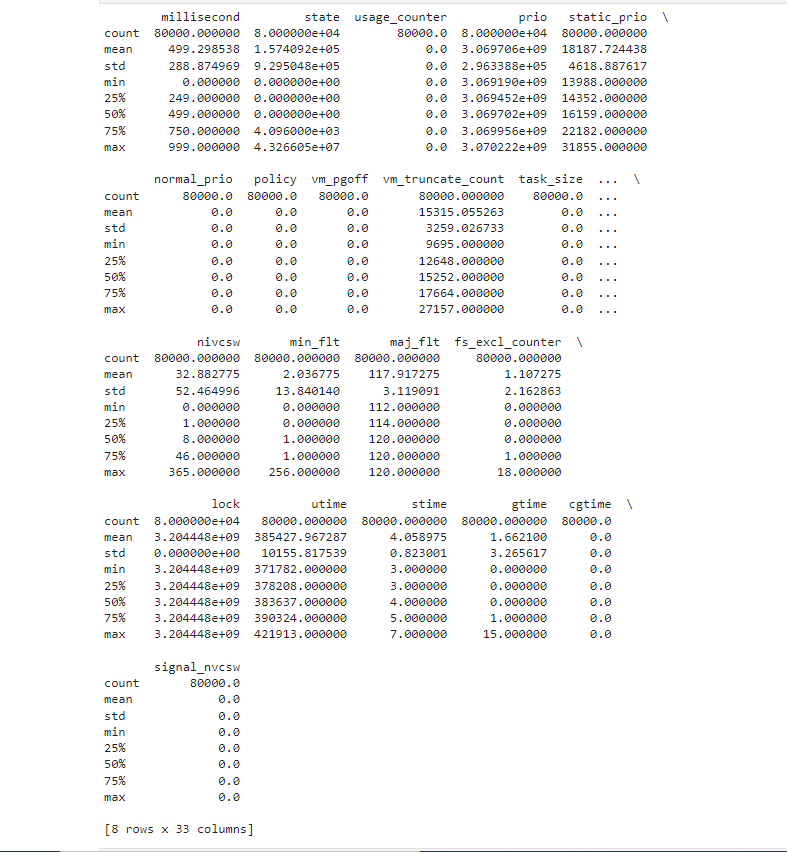 millisecond state usage_counter prio static_prio \
count 80000.000000 8.000000e+04 80000.0 8.000000e+04 80000.000000
mean 499.298538 1.574092e+05 0.0 3.069706e+09 18187.724438
std 288.874969 9.295048e+05 0.0 2.963388e+05 4618.887617
min 0.000000 0.000000e+00 0.0 3.069190e+09 13988.000000
25% 249.000000 0.000000e+00 0.0 3.069452e+09 14352.000000
50% 499.000000 0.000000e+00 0.0 3.069702e+09 16159.000000
75% 750.000000 4.096000e+03 0.0 3.069956e+09 22182.000000
max 999.000000 4.326605e+07 0.0 3.070222e+09 31855.000000
normal_prio policy vm_pgoff vm_truncate_count task_size ... \
count 80000.0 80000.0 80000.0 80000.000000 80000.0 ...
mean 0.0 0.0 0.0 15315.055263 0.0 ...
std 0.0 0.0 0.0 3259.026733 0.0 ...
min 0.0 0.0 0.0 9695.000000 0.0 ...
25% 0.0 0.0 0.0 12648.000000 0.0 ...
50% 0.0 0.0 0.0 15252.000000 0.0 ...
75% 0.0 0.0 0.0 17664.000000 0.0 ...
max 0.0 0.0 0.0 27157.000000 0.0 ...
nivcsw min_flt maj_flt fs_excl_counter \
count 80000.000000 80000.000000 80000.000000 80000.000000
mean 32.882775 2.036775 117.917275 1.107275
std 52.464996 13.840140 3.119091 2.162863
min 0.000000 0.000000 112.000000 0.000000
25% 1.000000 0.000000 114.000000 0.000000
50% 8.000000 1.000000 120.000000 0.000000
75% 46.000000 1.000000 120.000000 1.000000
max 365.000000 256.000000 120.000000 18.000000
lock utime stime gtime cgtime \
count 8.000000e+04 80000.000000 80000.000000 80000.000000 80000.0
mean 3.204448e+09 385427.967287 4.058975 1.662100 0.0
std 0.000000e+00 10155.817539 0.823001 3.265617 0.0
min 3.204448e+09 371782.000000 3.000000 0.000000 0.0
25% 3.204448e+09 378208.000000 3.000000 0.000000 0.0
50% 3.204448e+09 383637.000000 4.000000 0.000000 0.0
75% 3.204448e+09 390324.000000 5.000000 1.000000 0.0
max 3.204448e+09 421913.000000 7.000000 15.000000 0.0
signal_nvcsw
count 80000.0
mean 0.0
std 0.0
min 0.0
25% 0.0
50% 0.0
75% 0.0
max 0.0
[8 rows x 33 columns]